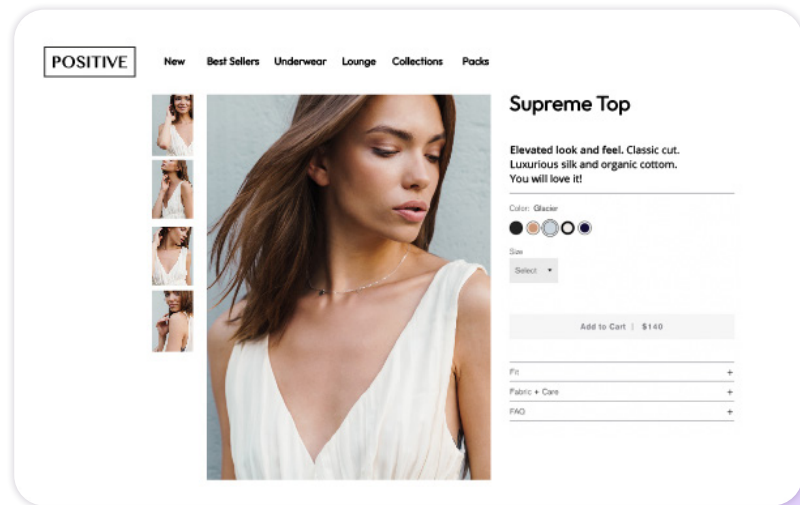 POSITIVE
New Best Sellers Underwear Lounge Collections Packs
Supreme Top
Elevated look and feel. Classic cut.
Luxurious silk and organic cottom.
You will love it!
Color: Glacier
Size
Select
Add to Cart | $140
Fit +
Fabric + Care +
FAQ +